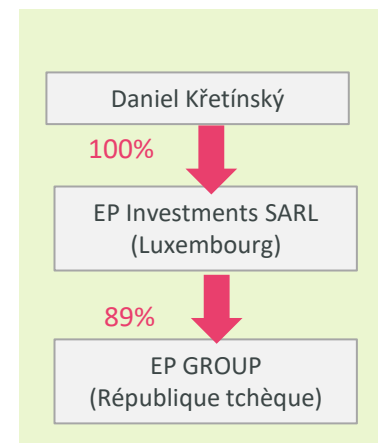 Daniel Křetínský
100%
EP Investments SARL
(Luxembourg)
89%
EP GROUP
(République tchèque)